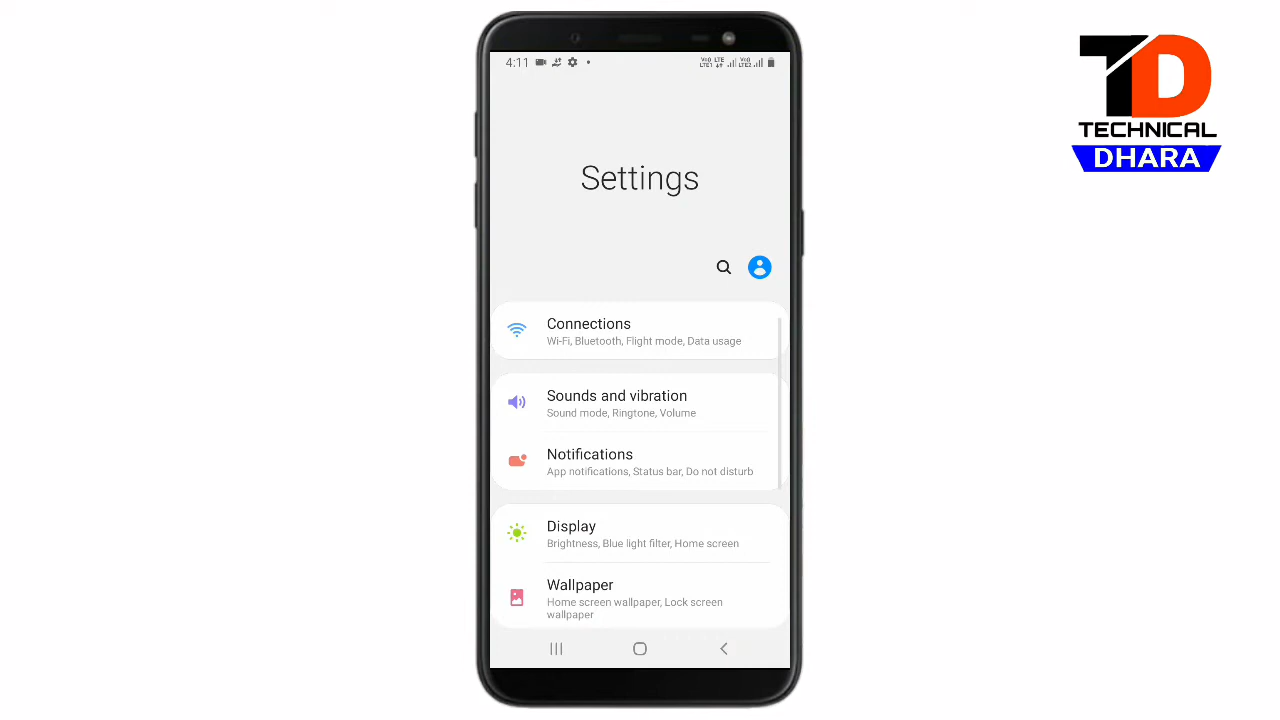 4:11
TECHNICAL
DHARA
Settings
Connections
Wi-Fi, Bluetooth, Flight mode, Data usage
Sounds and vibration
Sound mode, Ringtone, Volume
Notifications
App notifications, Status bar, Do not disturb
Display
Brightness, Blue light filter, Home screen
Wallpaper
Home screen wallpaper, Lock screen
wallpaper